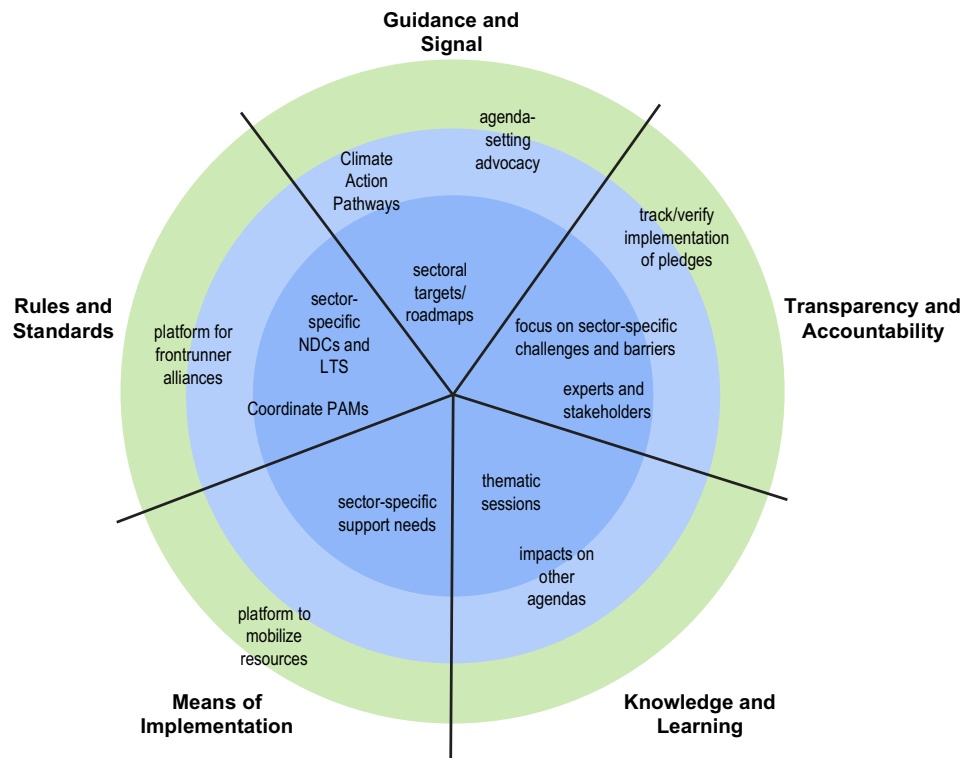 Guidance and
Signal
agenda-
setting
advocacy
Climate
Action
Pathways
sectoral
targets/
roadmaps
track/verify
implementation
of pledges
Transparency and
Accountability
focus on sector-specific
challenges and barriers
experts and
stakeholders
Rules and
Standards
sector-
specific
NDCs and
LTS
platform for
frontrunner
alliances
Coordinate PAMs
sector-specific
support needs
platform to
mobilize
resources
Means of
Implementation
thematic
sessions
impacts on
other
agendas
Knowledge and
Learning